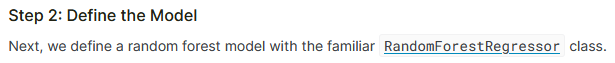 Step 2: Define the Model
Next, we define a random forest model with the familiar RandomForestRegressor class.